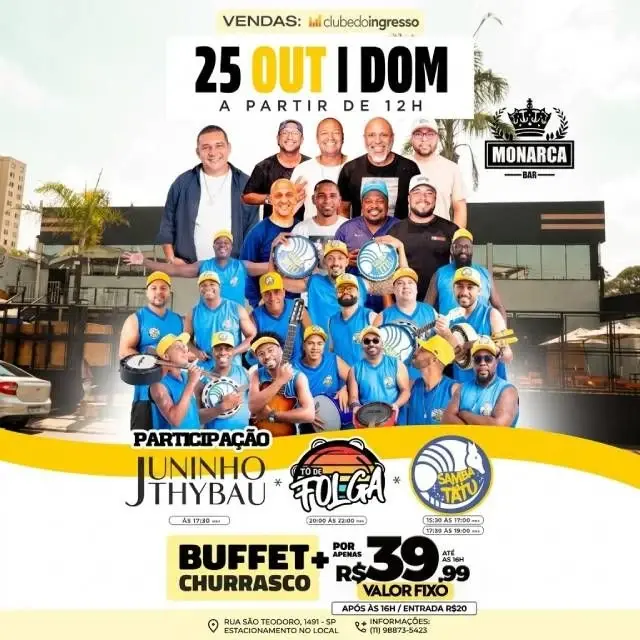 VENDAS: clubedoingresso
25 OUT I DOM
A PARTIR DE 12H
MONARCA
BAR
PARTICIPAÇÃO
JUNINHO
THYBAU
ÀS 17:30
TÔ DE
FOLGA
20:00 ÀS 22:00
SAMBA
TATU
15:30 ÀS 17:00
17:30 ÀS 19:00
BUFFET+
CHURRASCO
POR
APENAS
R$39,99
ATÉ
AS 16H
VALOR FIXO
APÓS ÀS 16H / ENTRADA R$20
RUA SÃO TEODORO, 1491 - SP
ESTACIONAMENTO NO LOCAL
+ INFORMAÇÕES:
(11) 98873-5423